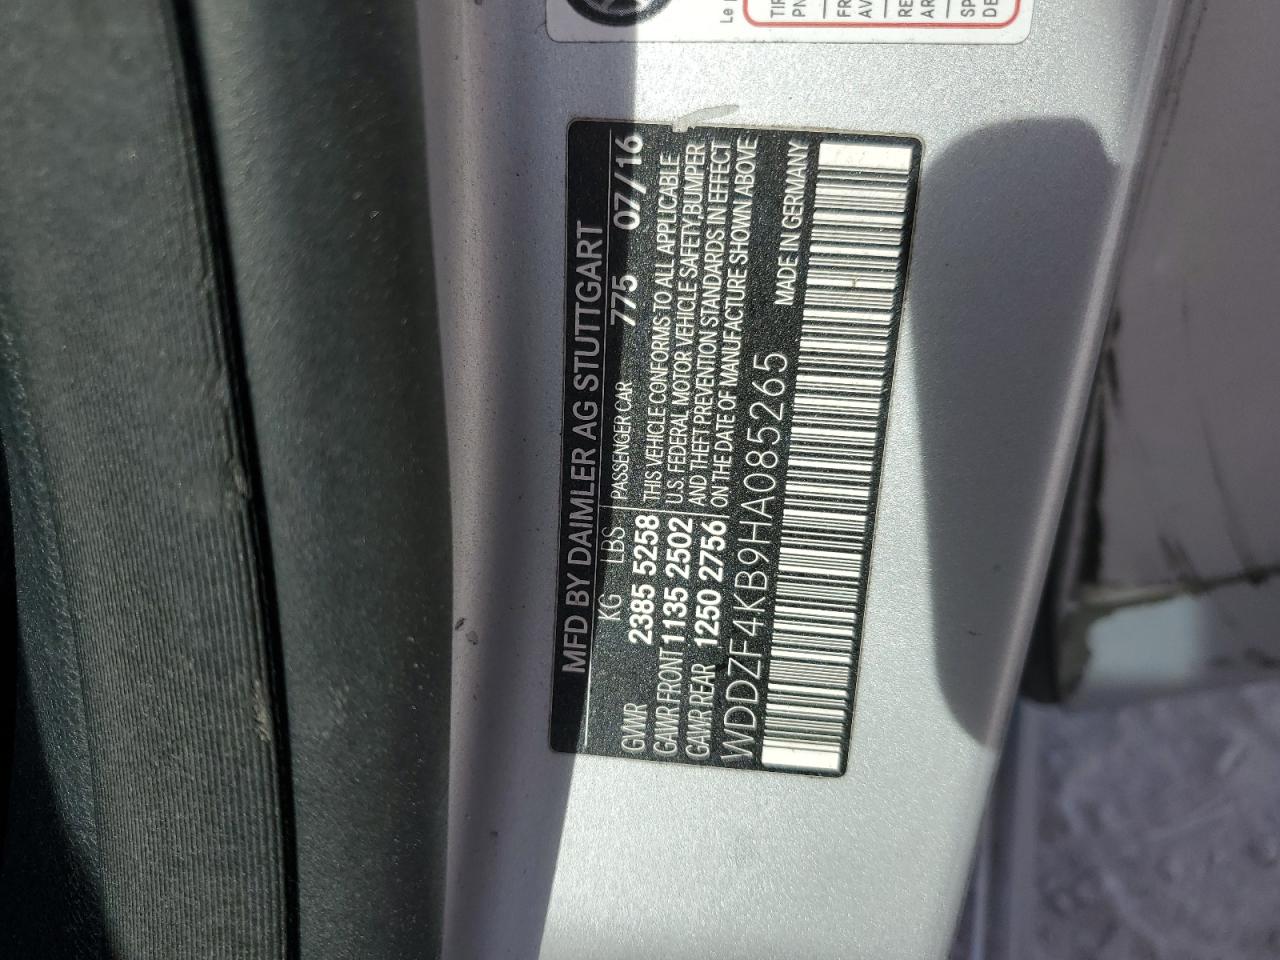 MFD BY DAIMLER AG STUTTGART
KG LBS PASSENGER CAR 775 07/16
GVWR 2385 5258 THIS VEHICLE CONFORMS TO ALL APPLICABLE
GAWR FRONT 1135 2502 U.S. FEDERAL MOTOR VEHICLE SAFETY,BUMPER
GAWR REAR 1250 2756 AND THEFT PREVENTION STANDARDS IN EFFECT
ON THE DATE OF MANUFACTURE SHOWN ABOVE
WDDZF4KB9HA085265 MADE IN GERMANY
Le